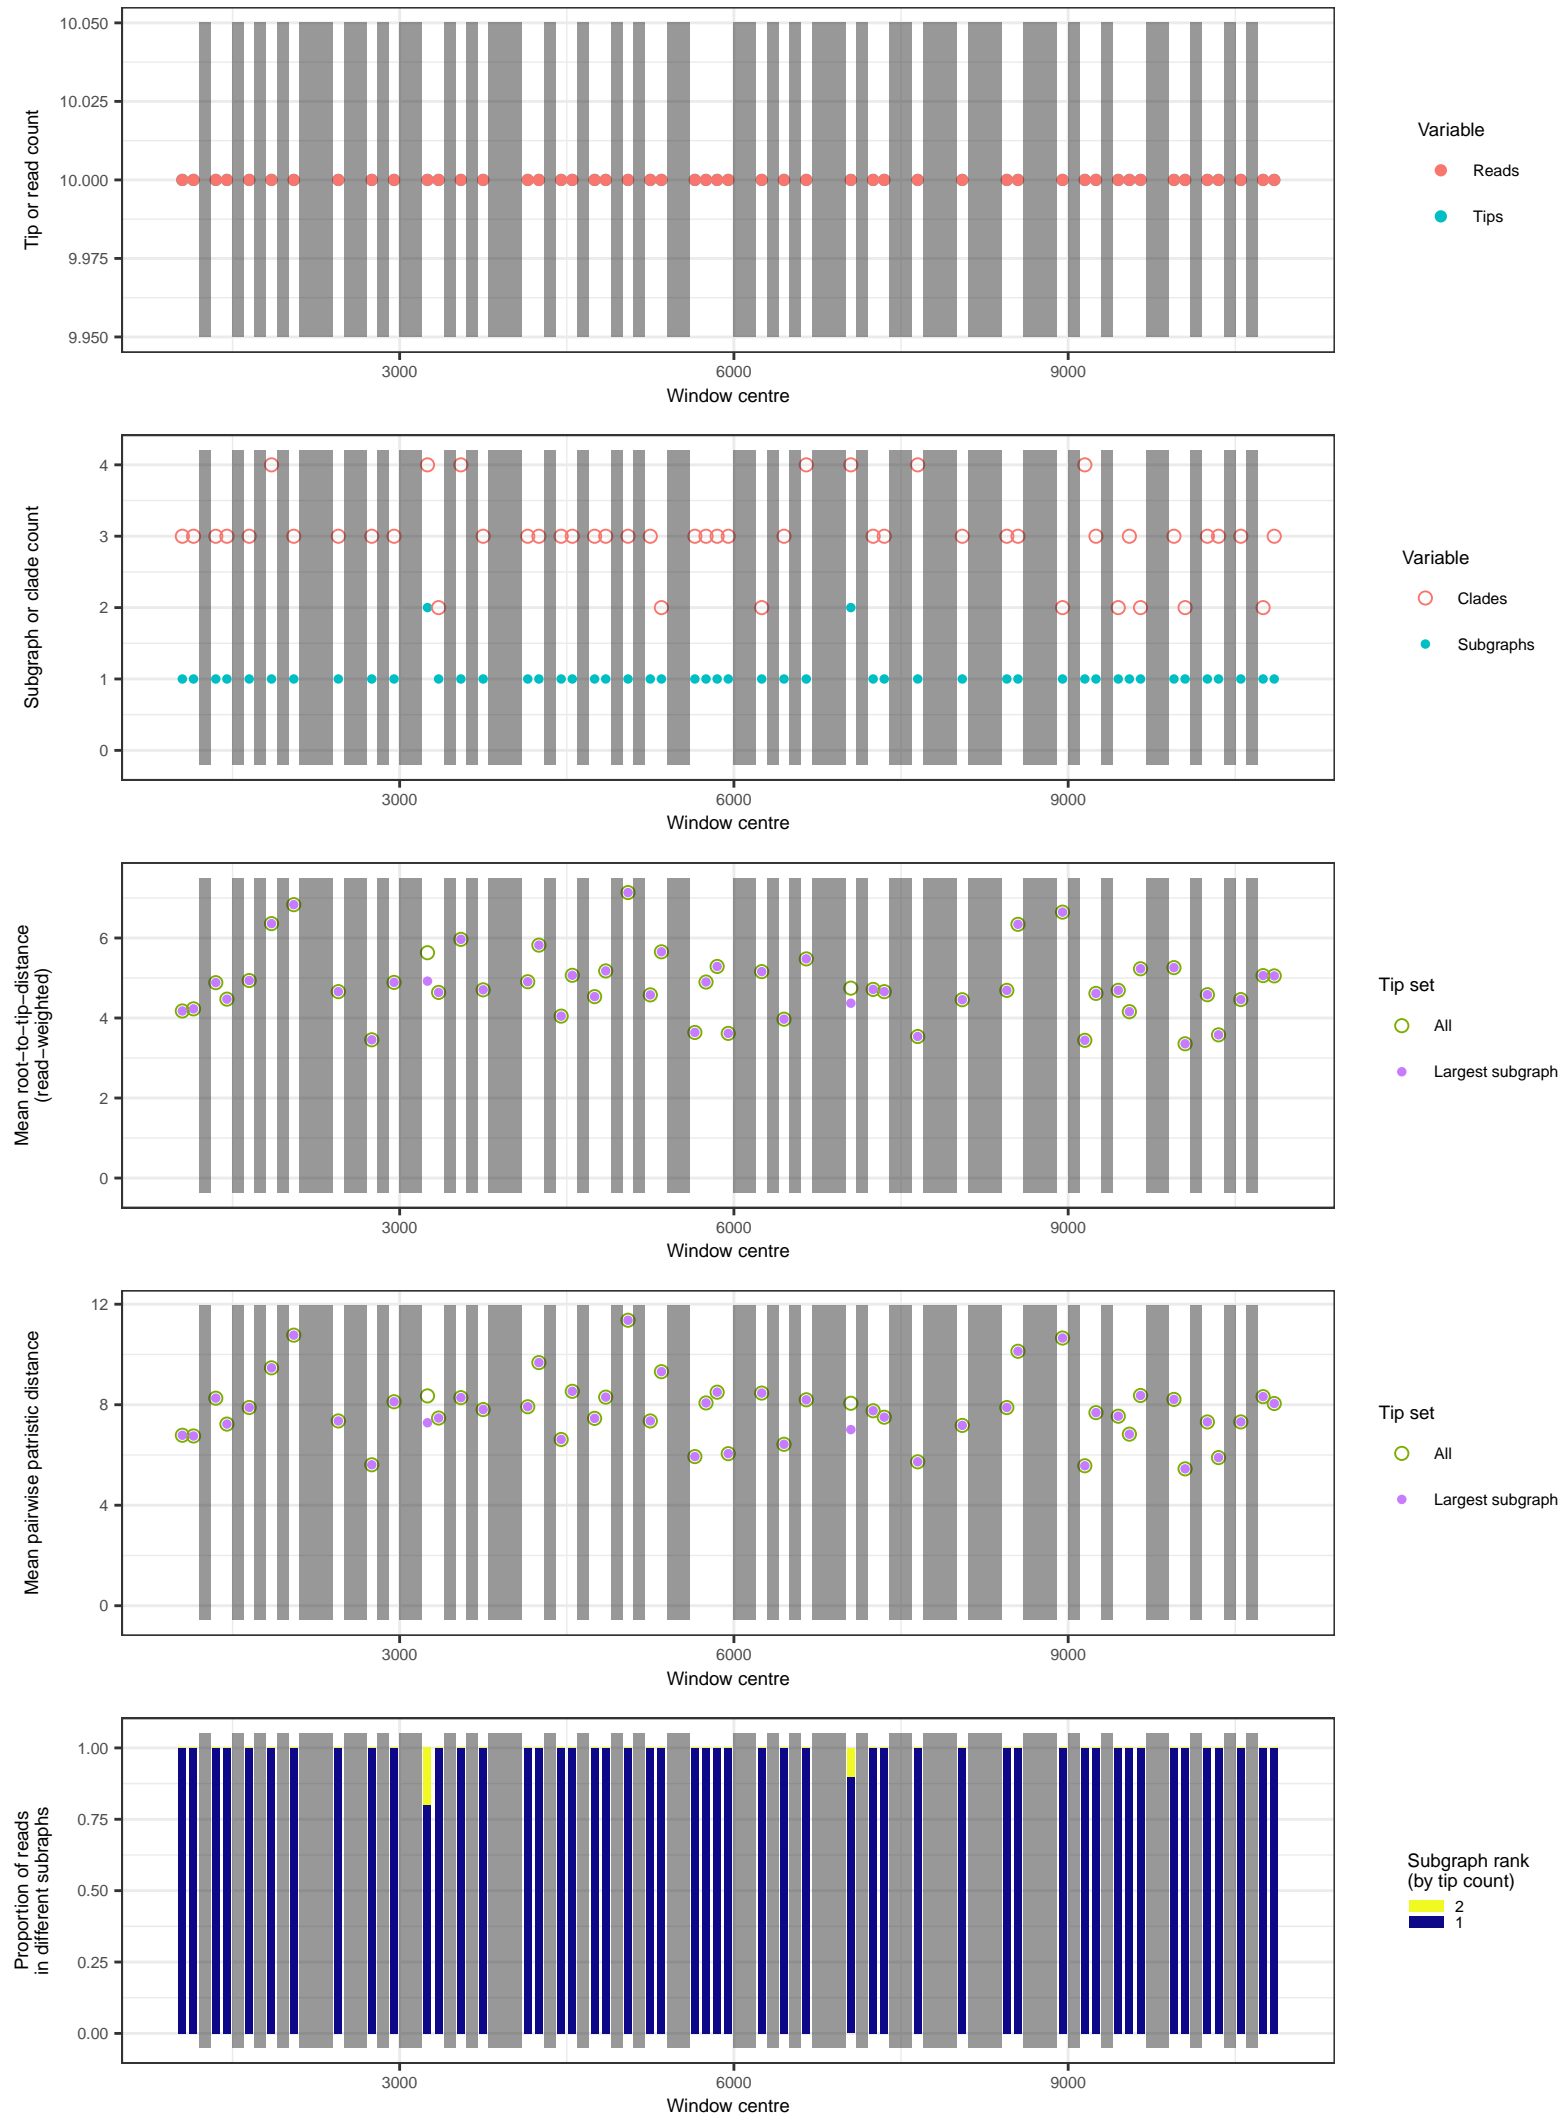 10.050
10.025
10.000
9.975
9.950
Tip or read count
3000
6000
9000
Window centre
Variable
Reads
Tips
4
3
2
1
0
Subgraph or clade count
3000
6000
9000
Window centre
Variable
Clades
Subgraphs
6
4
2
0
Mean root−to−tip−distance
(read−weighted)
3000
6000
9000
Window centre
Tip set
All
Largest subgraph
12
8
4
0
Mean pairwise patristic distance
3000
6000
9000
Window centre
Tip set
All
Largest subgraph
1.00
0.75
0.50
0.25
0.00
Proportion of reads
in different subraphs
3000
6000
9000
Window centre
Subgraph rank
(by tip count)
2
1